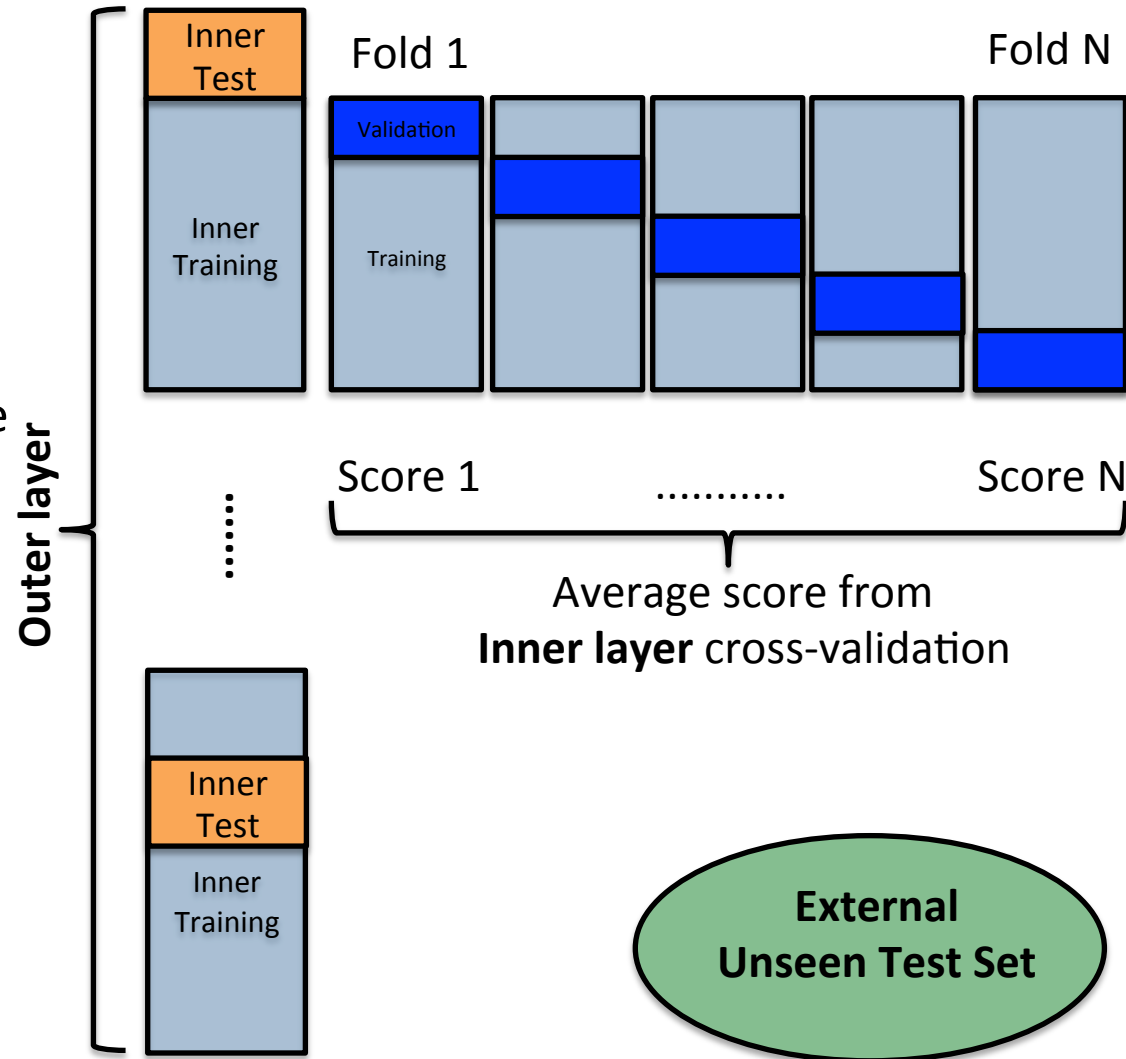 Inner
Test
Fold 1
Fold N
Validation
Inner
Training
Training
Outer layer
Score 1
...........
Score N
.......
Average score from
Inner layer cross-validation
Inner
Test
Inner
Training
External
Unseen Test Set